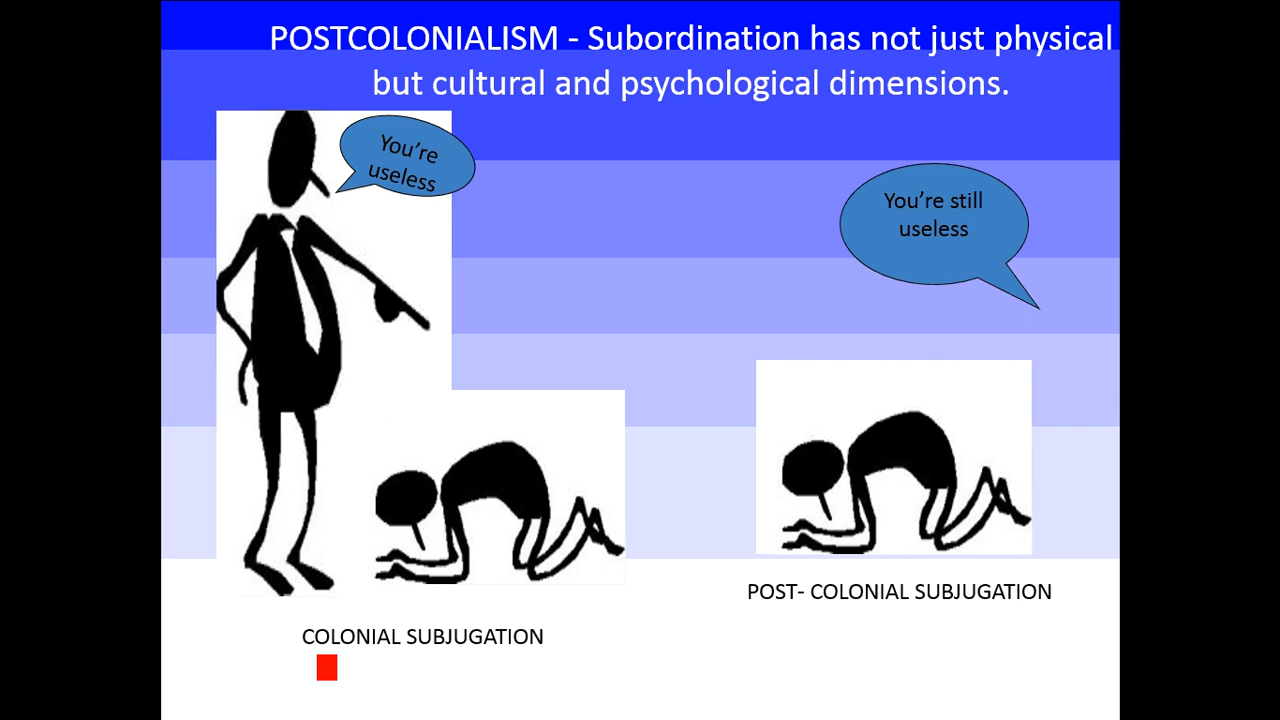 POSTCOLONIALISM - Subordination has not just physical
but cultural and psychological dimensions.
You're
useless
You're still
useless
POST- COLONIAL SUBJUGATION
COLONIAL SUBJUGATION